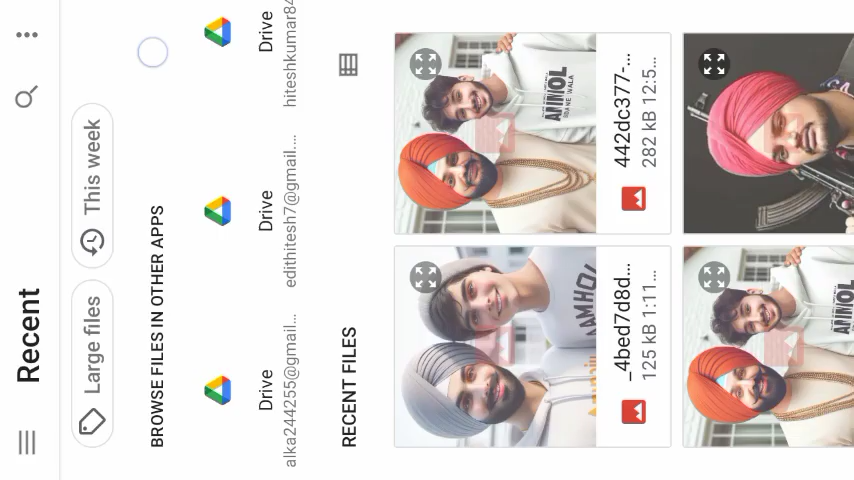 Recent
Large files
This week
BROWSE FILES IN OTHER APPS
Drive
alka244255@gmail....
Drive
edithitesh7@gmail....
Drive
hiteshkumar84
RECENT FILES
_4bed7d8d...
125 kB 1:11...
442dc377-...
282 kB 12:5...